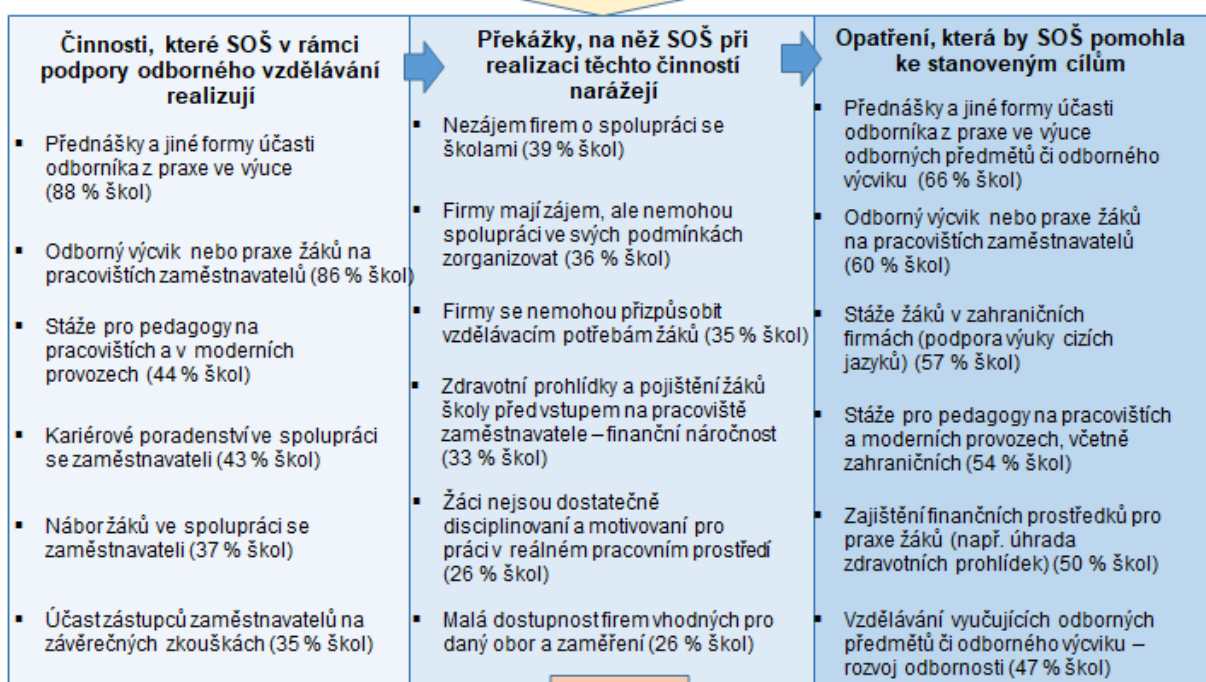 Činnosti, které SOŠ v rámci
podpory odborného vzdělávání
realizují
▪ Přednášky a jiné formy účasti
odborníka z praxe ve výuce
(88 % škol)
▪ Odborný výcvik nebo praxe žáků na
pracovištích zaměstnavatelů (86 % škol)
▪ Stáže pro pedagogy na
pracovištích a v moderních
provozech (44 % škol)
▪ Kariérové poradenství ve spolupráci
se zaměstnavateli (43 % škol)
▪ Nábor žáků ve spolupráci se
zaměstnavateli (37 % škol)
▪ Účast zástupců zaměstnavatelů na
závěrečných zkouškách (35 % škol)
Překážky, na něž SOŠ při
realizaci těchto činností
narážejí
▪ Nezájem firem o spolupráci se
školami (39 % škol)
▪ Firmy mají zájem, ale nemohou
spolupráci ve svých podmínkách
zorganizovat (36 % škol)
▪ Firmy se nemohou přizpůsobit
vzdělávacím potřebám žáků (35 % škol)
▪ Zdravotní prohlídky a pojištění žáků
školy před vstupem na pracoviště
zaměstnavatele – finanční náročnost
(33 % škol)
▪ Žáci nejsou dostatečně
disciplinovaní a motivovaní pro
práci v reálném pracovním prostředí
(26 % škol)
▪ Malá dostupnost firem vhodných pro
daný obor a zaměření (26 % škol)
Opatření, která by SOŠ pomohla
ke stanoveným cílům
▪ Přednášky a jiné formy účasti
odborníka z praxe ve výuce
odborných předmětů či odborného
výcviku (66 % škol)
▪ Odborný výcvik nebo praxe žáků
na pracovištích zaměstnavatelů
(60 % škol)
▪ Stáže žáků v zahraničních
firmách (podpora výuky cizích
jazyků) (57 % škol)
▪ Stáže pro pedagogy na pracovištích
a moderních provozech, včetně
zahraničních (54 % škol)
▪ Zajištění finančních prostředků pro
praxe žáků (např. úhrada
zdravotních prohlídek) (50 % škol)
▪ Vzdělávání vyučujících odborných
předmětů či odborného výcviku –
rozvoj odbornosti (47 % škol)